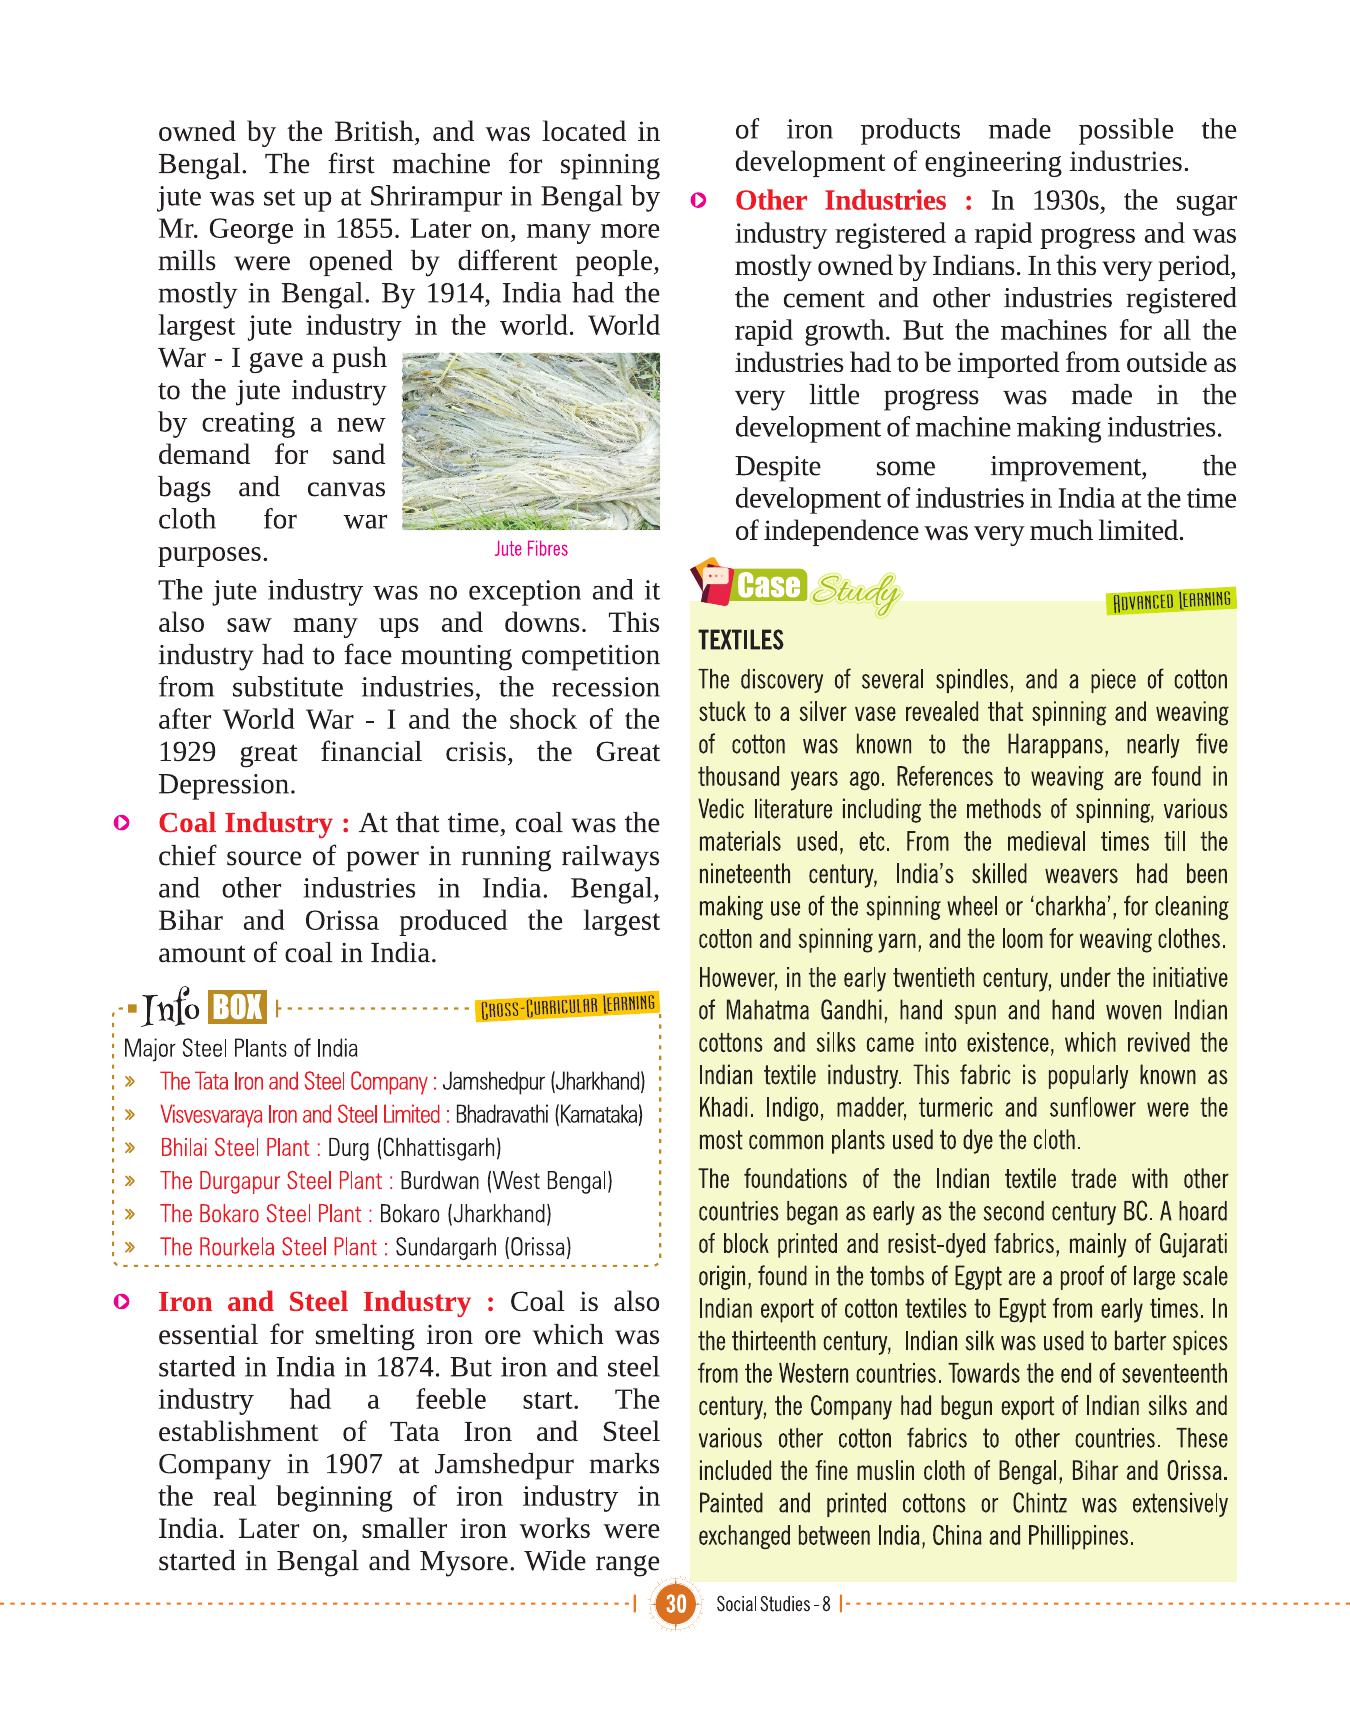 owned by the British, and was located in
Bengal. The first machine for spinning
jute was set up at Shrirampur in Bengal by
Mr. George in 1855. Later on, many more
mills were opened by different people,
mostly in Bengal. By 1914, India had the
largest jute industry in the world. World
War - I gave a push
to the jute industry
by creating a new
demand for sand
bags and canvas
cloth for war
purposes.
Jute Fibres
The jute industry was no exception and it
also saw many ups and downs. This
industry had to face mounting competition
from substitute industries, the recession
after World War - I and the shock of the
1929 great financial crisis, the Great
Depression.
Coal Industry : At that time, coal was the
chief source of power in running railways
and other industries in India. Bengal,
Bihar and Orissa produced the largest
amount of coal in India.
Info BOX
Cross-Curricular Learning
Major Steel Plants of India
» The Tata Iron and Steel Company : Jamshedpur (Jharkhand)
» Visvesvaraya Iron and Steel Limited : Bhadravathi (Karnataka)
» Bhilai Steel Plant : Durg (Chhattisgarh)
» The Durgapur Steel Plant : Burdwan (West Bengal)
» The Bokaro Steel Plant : Bokaro (Jharkhand)
» The Rourkela Steel Plant : Sundargarh (Orissa)
Iron and Steel Industry : Coal is also
essential for smelting iron ore which was
started in India in 1874. But iron and steel
industry had a feeble start. The
establishment of Tata Iron and Steel
Company in 1907 at Jamshedpur marks
the real beginning of iron industry in
India. Later on, smaller iron works were
started in Bengal and Mysore. Wide range
of iron products made possible the
development of engineering industries.
Other Industries : In 1930s, the sugar
industry registered a rapid progress and was
mostly owned by Indians. In this very period,
the cement and other industries registered
rapid growth. But the machines for all the
industries had to be imported from outside as
very little progress was made in the
development of machine making industries.
Despite some improvement, the
development of industries in India at the time
of independence was very much limited.
Case Study
Advanced Learning
TEXTILES
The discovery of several spindles, and a piece of cotton
stuck to a silver vase revealed that spinning and weaving
of cotton was known to the Harappans, nearly five
thousand years ago. References to weaving are found in
Vedic literature including the methods of spinning, various
materials used, etc. From the medieval times till the
nineteenth century, India's skilled weavers had been
making use of the spinning wheel or ‘charkha’, for cleaning
cotton and spinning yarn, and the loom for weaving clothes.
However, in the early twentieth century, under the initiative
of Mahatma Gandhi, hand spun and hand woven Indian
cottons and silks came into existence, which revived the
Indian textile industry. This fabric is popularly known as
Khadi. Indigo, madder, turmeric and sunflower were the
most common plants used to dye the cloth.
The foundations of the Indian textile trade with other
countries began as early as the second century BC. A hoard
of block printed and resist-dyed fabrics, mainly of Gujarati
origin, found in the tombs of Egypt are a proof of large scale
Indian export of cotton textiles to Egypt from early times. In
the thirteenth century, Indian silk was used to barter spices
from the Western countries. Towards the end of seventeenth
century, the Company had begun export of Indian silks and
various other cotton fabrics to other countries. These
included the fine muslin cloth of Bengal, Bihar and Orissa.
Painted and printed cottons or Chintz was extensively
exchanged between India, China and Phillippines.
30 Social Studies - 8